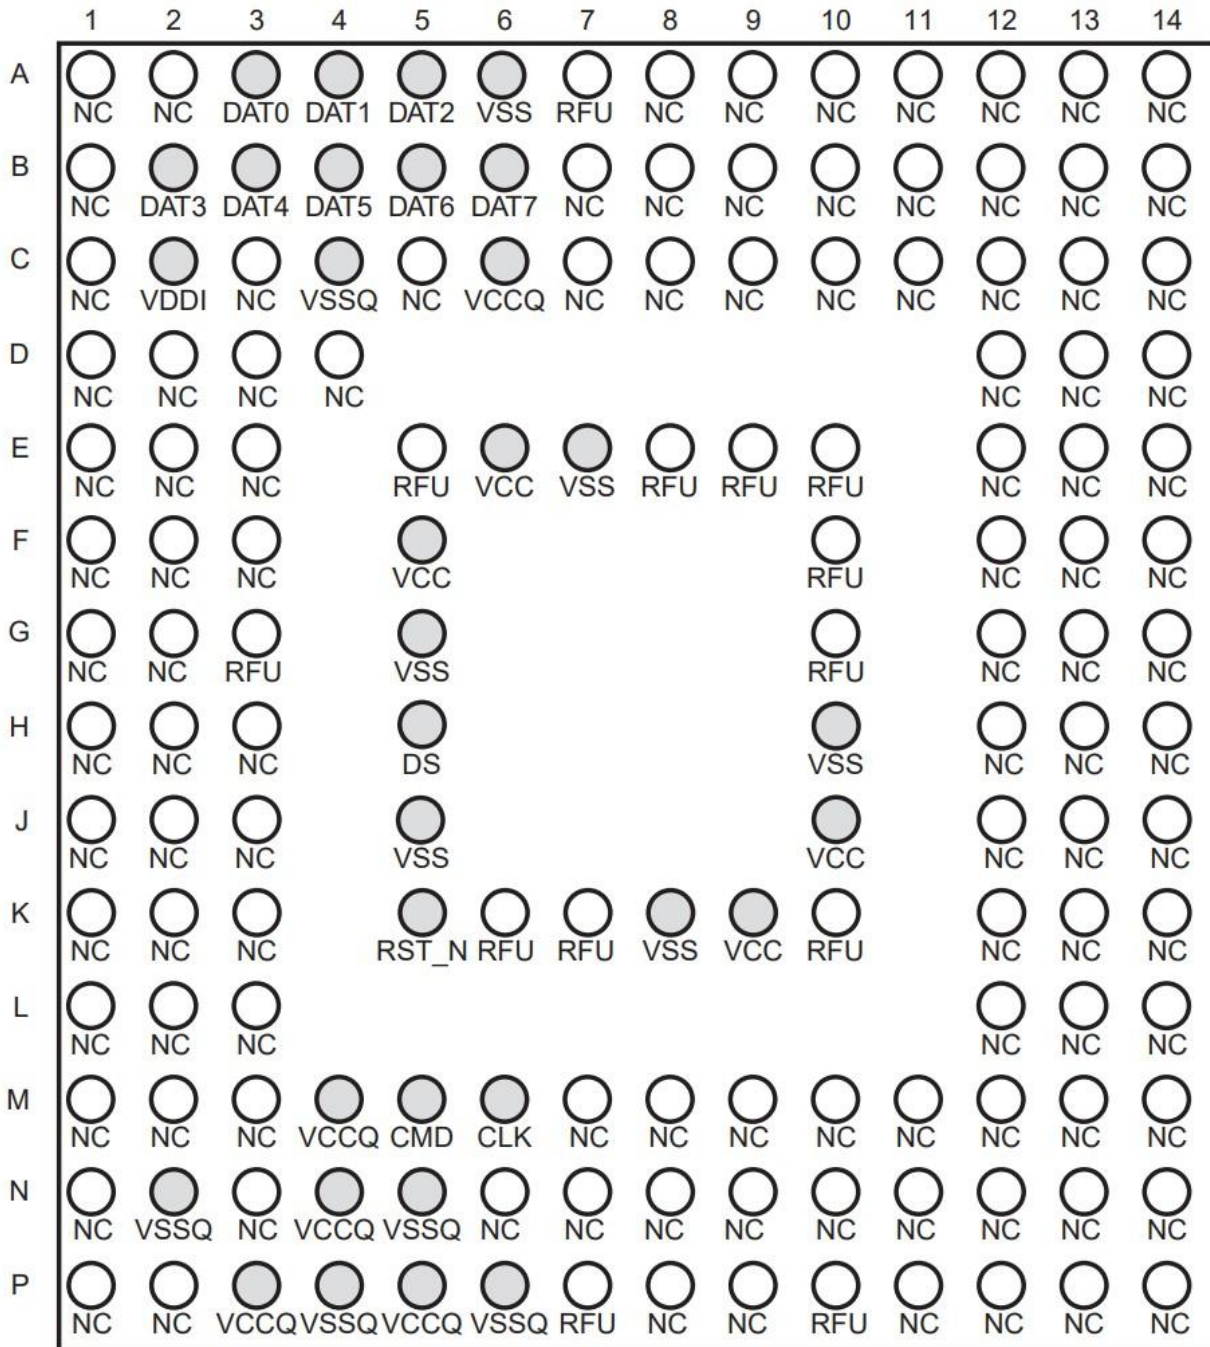 1 2 3 4 5 6 7 8 9 10 11 12 13 14
A
NC NC DAT0 DAT1 DAT2 VSS RFU NC NC NC NC NC NC NC
B
NC DAT3 DAT4 DAT5 DAT6 DAT7 NC NC NC NC NC NC NC NC
C
NC VDDI NC VSSQ NC VCCQ NC NC NC NC NC NC NC NC
D
NC NC NC NC NC NC NC
E
NC NC NC RFU VCC VSS RFU RFU RFU NC NC NC
F
NC NC NC VCC RFU NC NC NC
G
NC NC RFU VSS RFU NC NC NC
H
NC NC NC DS VSS NC NC NC
J
NC NC NC VSS VCC NC NC NC
K
NC NC NC RST_N RFU RFU VSS VCC RFU NC NC NC
L
NC NC NC NC NC NC
M
NC NC NC VCCQ CMD CLK NC NC NC NC NC NC NC NC
N
NC VSSQ NC VCCQ VSSQ NC NC NC NC NC NC NC NC NC
P
NC NC VCCQ VSSQ VCCQ VSSQ RFU NC NC RFU NC NC NC NC